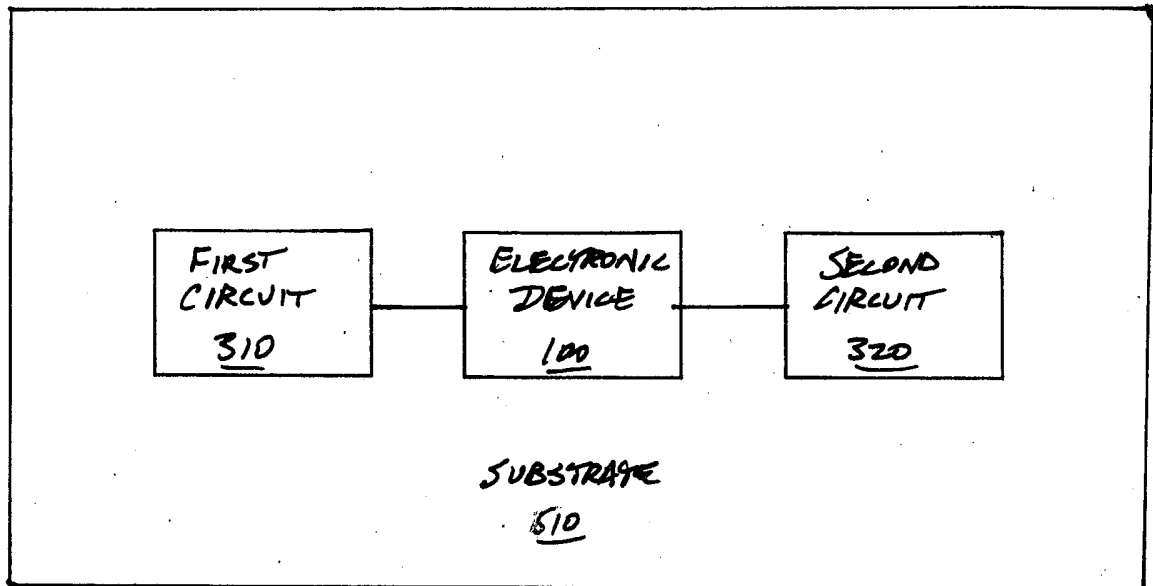 FIRST
CIRCUIT
310
ELECTRONIC
DEVICE
100
SECOND
CIRCUIT
320
SUBSTRATE
510